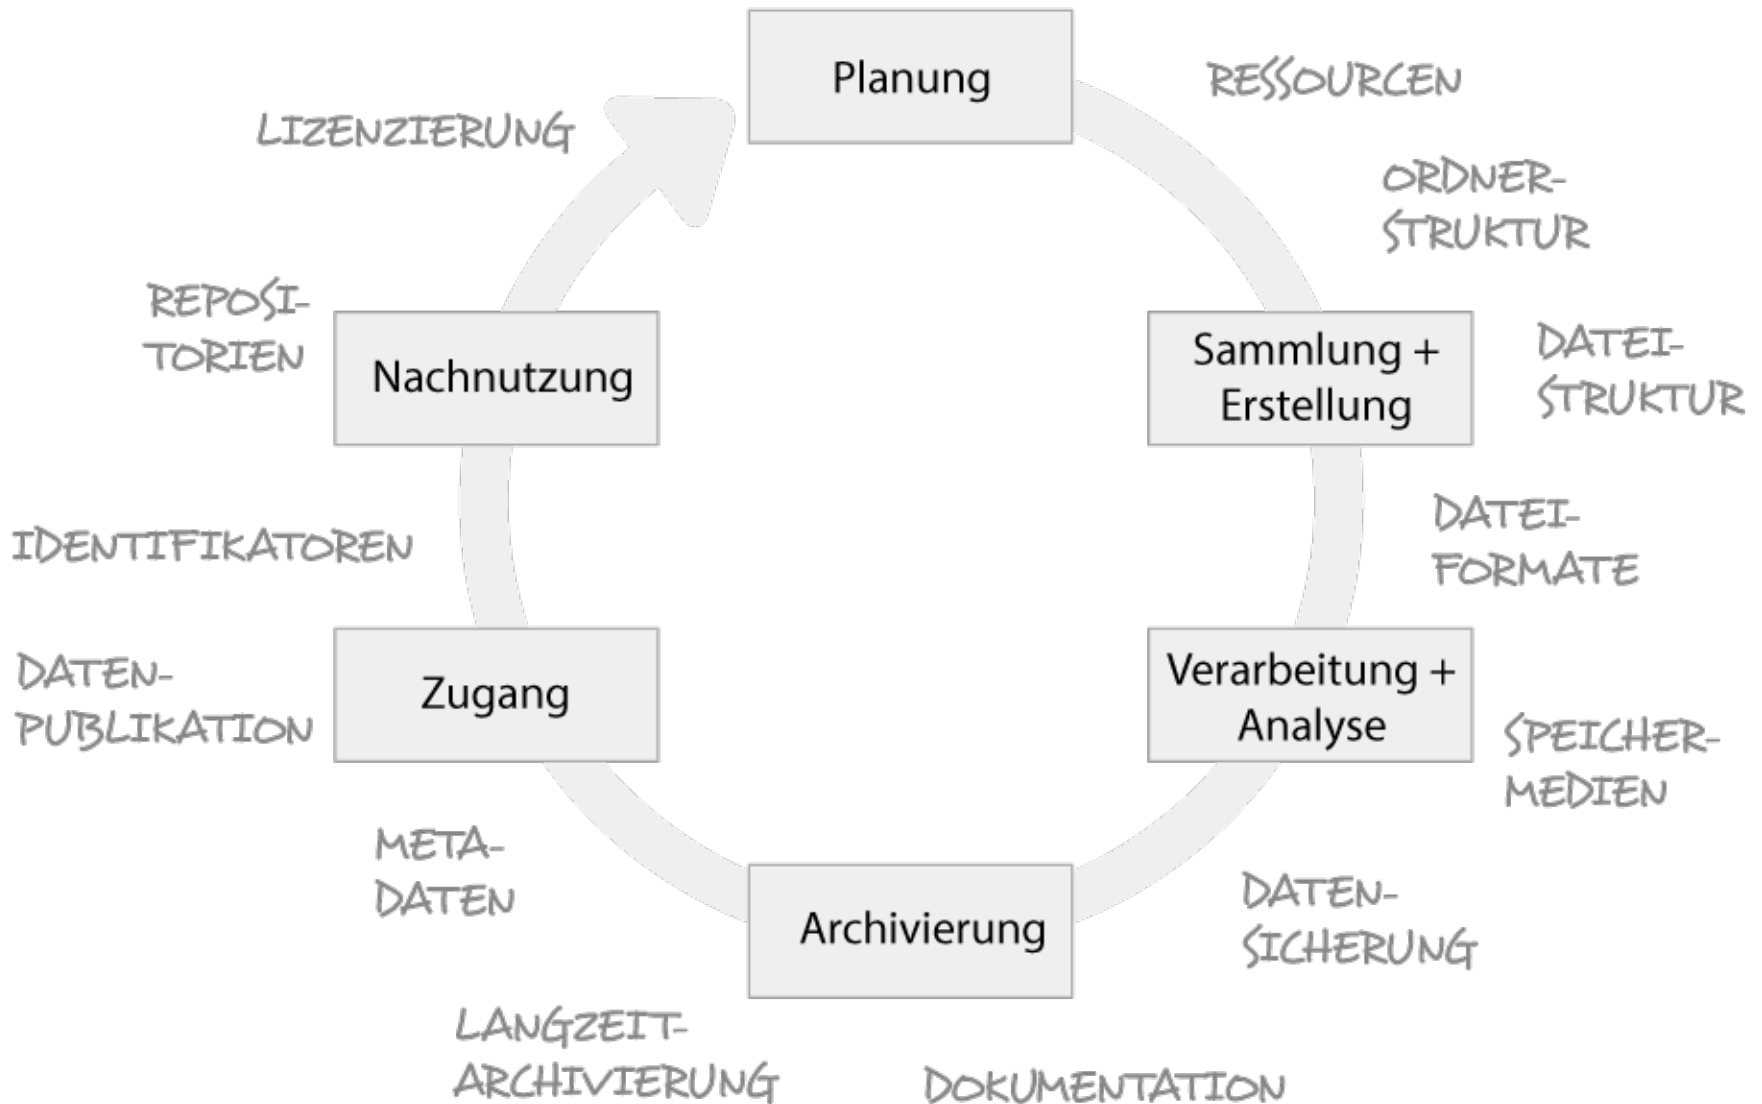 Planung
RESSOURCEN
LIZENZIERUNG
ORDNER-
STRUKTUR
REPOSI-
TORIEN
Nachnutzung
Sammlung +
Erstellung
DATEI-
STRUKTUR
IDENTIFIKATOREN
DATEI-
FORMATE
DATEN-
PUBLIKATION
Zugang
Verarbeitung +
Analyse
SPEICHER-
MEDIEN
META-
DATEN
Archivierung
DATEN-
SICHERUNG
LANGZEIT-
ARCHIVIERUNG
DOKUMENTATION